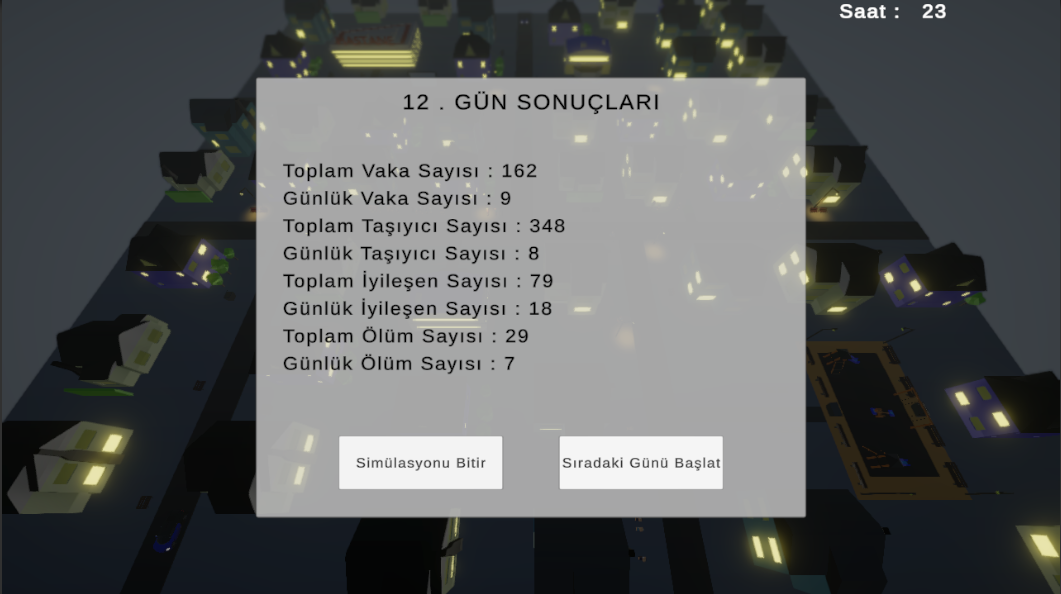 Saat : 23
12 . GÜN SONUÇLARI
Toplam Vaka Sayısı : 162
Günlük Vaka Sayısı : 9
Toplam Taşıyıcı Sayısı : 348
Günlük Taşıyıcı Sayısı : 8
Toplam İyileşen Sayısı : 79
Günlük İyileşen Sayısı : 18
Toplam Ölüm Sayısı : 29
Günlük Ölüm Sayısı : 7
Simülasyonu Bitir
Sıradaki Günü Başlat